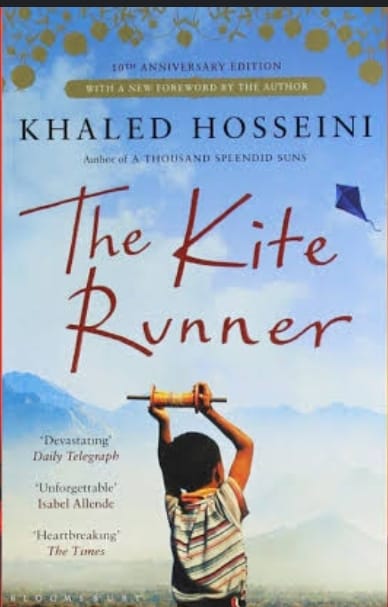 10TH ANNIVERSARY EDITION
WITH A NEW FOREWORD BY THE AUTHOR
KHALED HOSSEINI
Author of A THOUSAND SPLENDID SUNS
The Kite
Runner
‘Devastating’
Daily Telegraph
‘Unforgettable’
Isabel Allende
‘Heartbreaking’
The Times
BLOOMSBURY